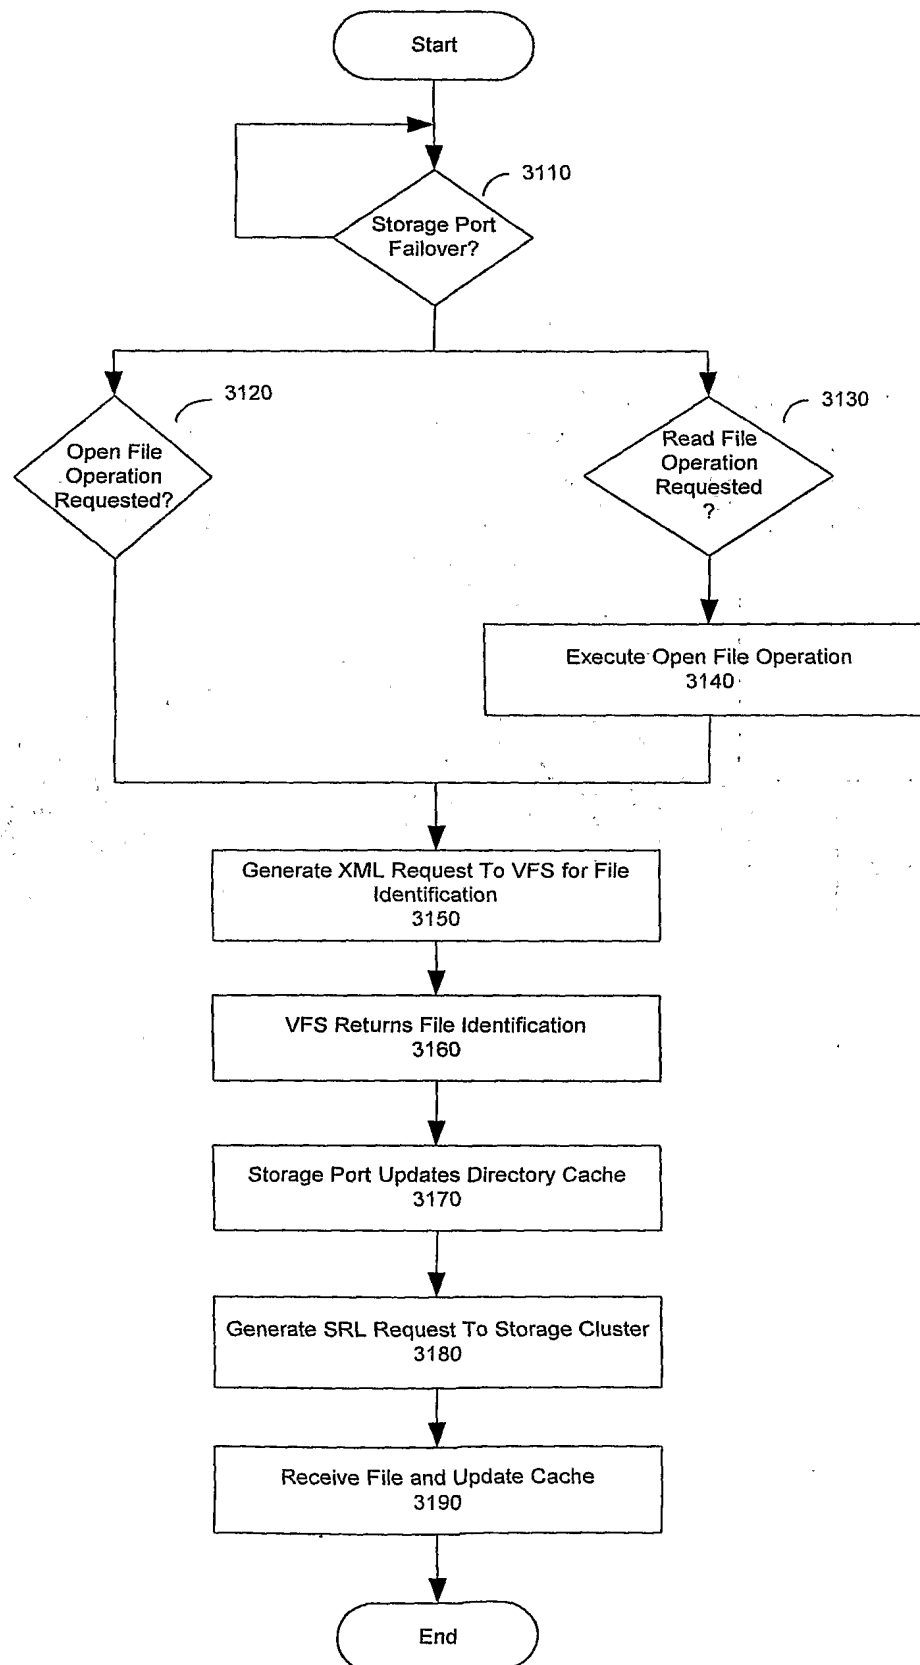 Start
3110
Storage Port
Failover?
3120
3130
Open File
Operation
Requested?
Read File
Operation
Requested
?
Execute Open File Operation
3140
Generate XML Request To VFS for File
Identification
3150
VFS Returns File Identification
3160
Storage Port Updates Directory Cache
3170
Generate SRL Request To Storage Cluster
3180
Receive File and Update Cache
3190
End